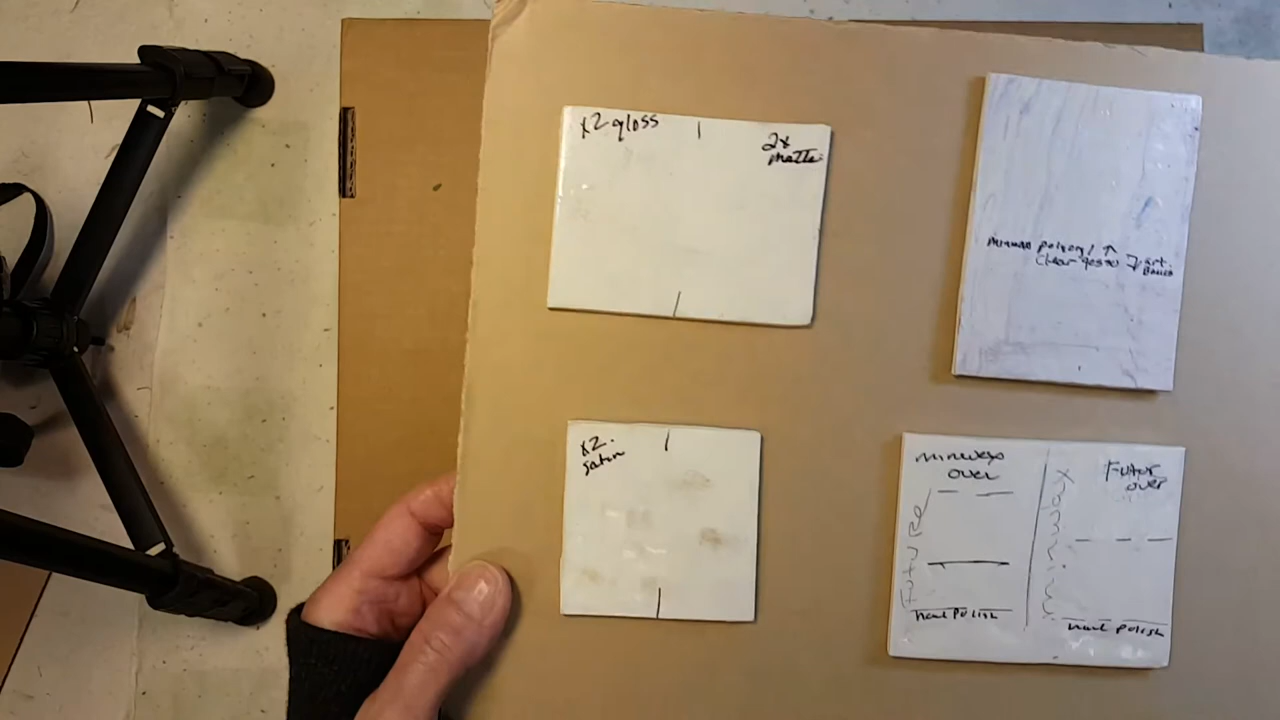 x2 gloss
2x
matte
minwax polycryl ↑
Clear gesso
x2.
satin
minwax
over
Future
Nail Polish
Futur
over
minwax
nail polish